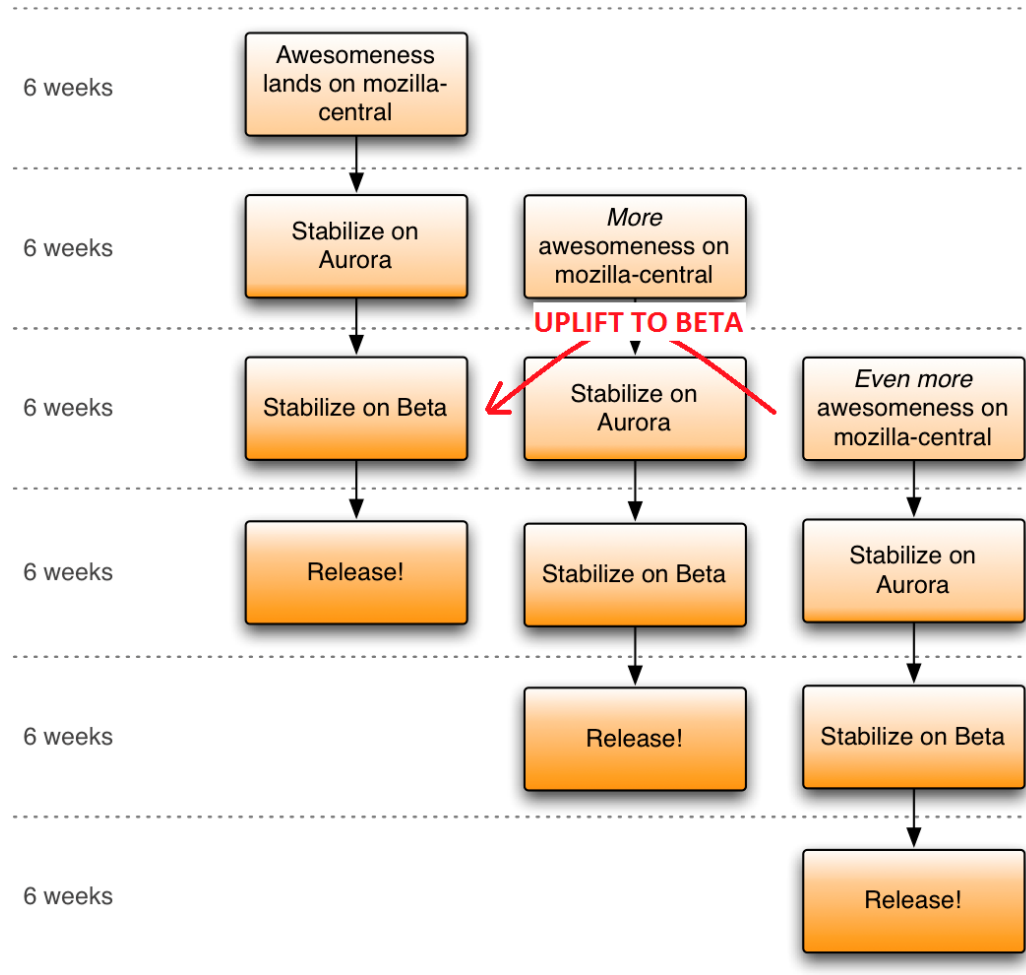 6 weeks
Awesomeness
lands on mozilla-
central
6 weeks
Stabilize on
Aurora
More
awesomeness on
mozilla-central
UPLIFT TO BETA
6 weeks
Stabilize on Beta
Stabilize on
Aurora
Even more
awesomeness on
mozilla-central
6 weeks
Release!
Stabilize on Beta
Stabilize on
Aurora
6 weeks
Release!
Stabilize on Beta
6 weeks
Release!